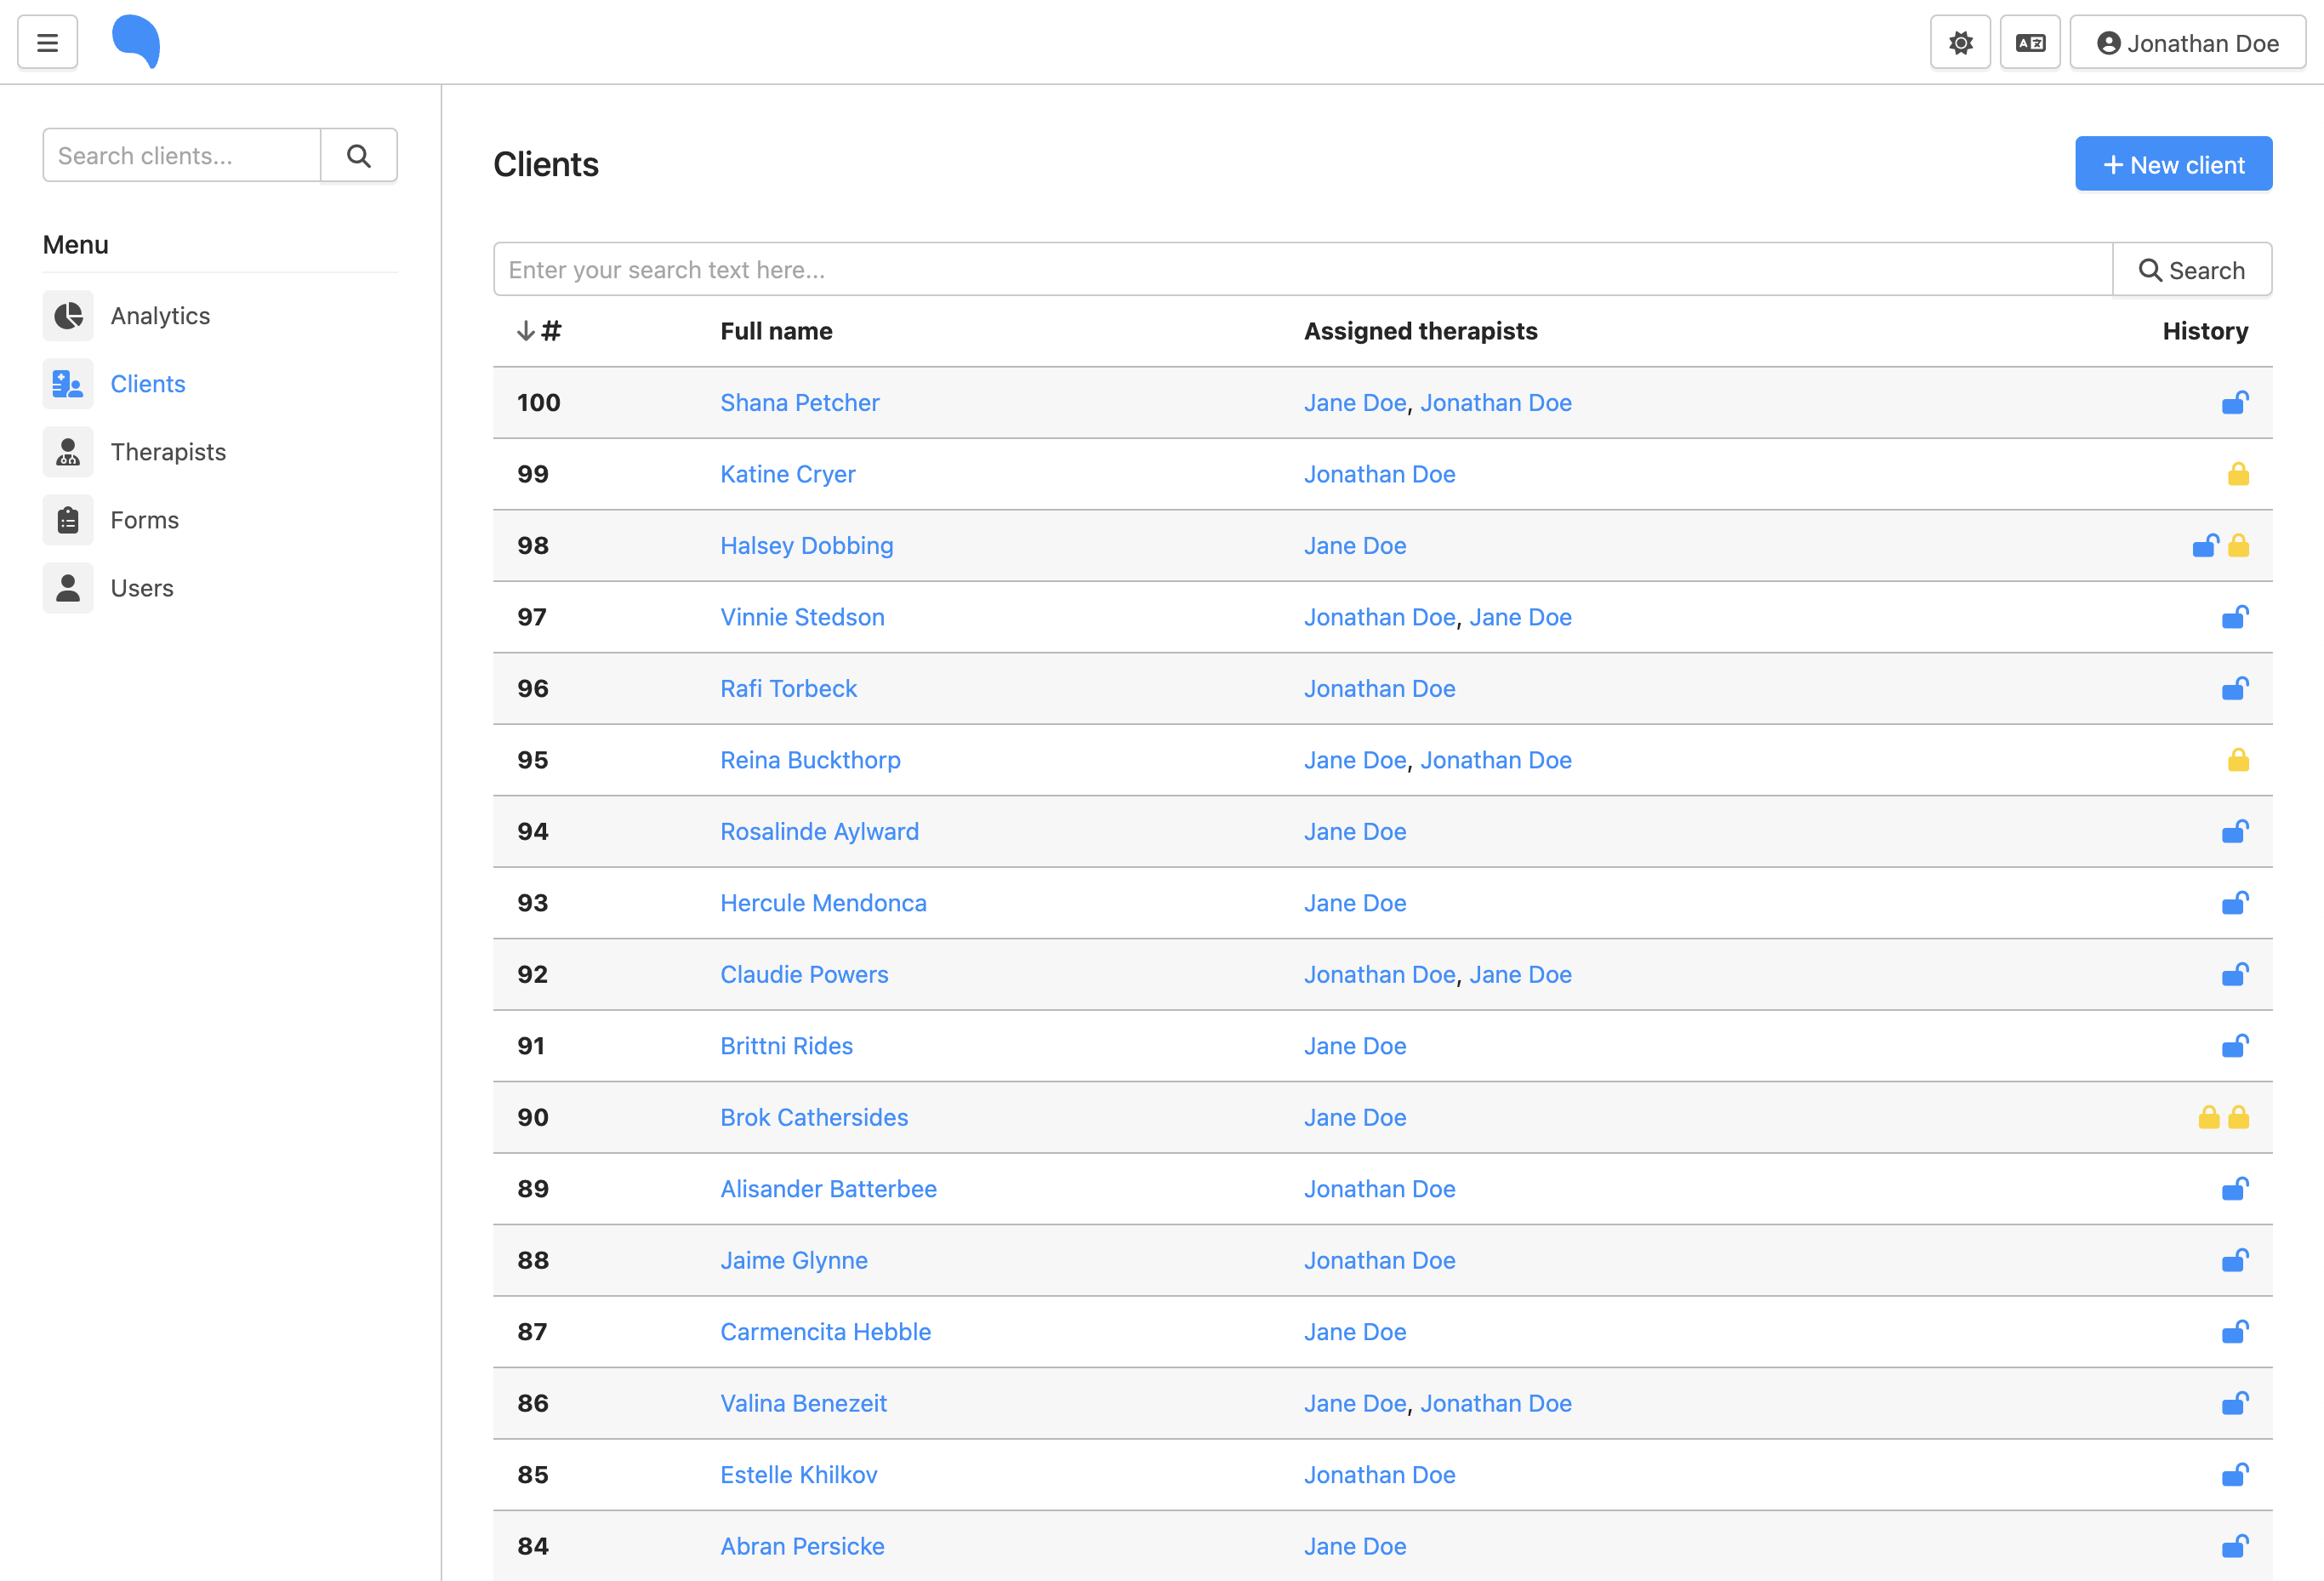 Jonathan Doe
Search clients...
Menu
Analytics
Clients
Therapists
Forms
Users
Clients
+ New client
Enter your search text here...
Search
# Full name Assigned therapists History
100 Shana Petcher Jane Doe, Jonathan Doe
99 Katine Cryer Jonathan Doe
98 Halsey Dobbing Jane Doe
97 Vinnie Stedson Jonathan Doe, Jane Doe
96 Rafi Torbeck Jonathan Doe
95 Reina Buckthorp Jane Doe, Jonathan Doe
94 Rosalinde Aylward Jane Doe
93 Hercule Mendonca Jane Doe
92 Claudie Powers Jonathan Doe, Jane Doe
91 Brittni Rides Jane Doe
90 Brok Cathersides Jane Doe
89 Alisander Batterbee Jonathan Doe
88 Jaime Glynne Jonathan Doe
87 Carmencita Hebble Jane Doe
86 Valina Benezeit Jane Doe, Jonathan Doe
85 Estelle Khilkov Jonathan Doe
84 Abran Persicke Jane Doe